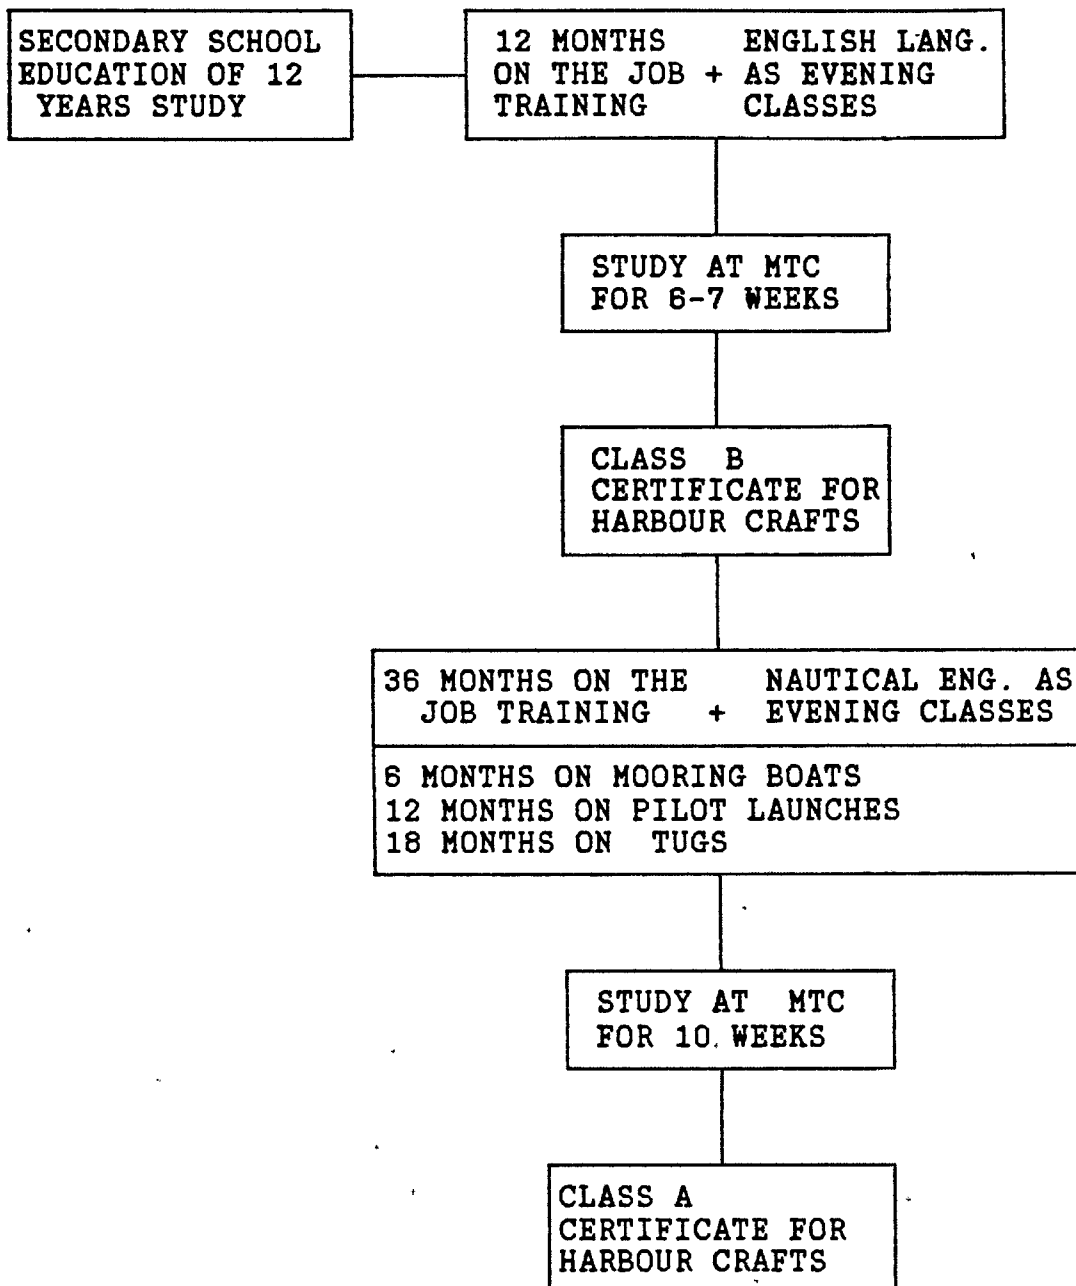 SECONDARY SCHOOL
EDUCATION OF 12
YEARS STUDY
12 MONTHS ENGLISH LANG.
ON THE JOB + AS EVENING
TRAINING CLASSES
STUDY AT MTC
FOR 6-7 WEEKS
CLASS B
CERTIFICATE FOR
HARBOUR CRAFTS
36 MONTHS ON THE NAUTICAL ENG. AS
JOB TRAINING + EVENING CLASSES
6 MONTHS ON MOORING BOATS
12 MONTHS ON PILOT LAUNCHES
18 MONTHS ON TUGS
STUDY AT MTC
FOR 10 WEEKS
CLASS A
CERTIFICATE FOR
HARBOUR CRAFTS